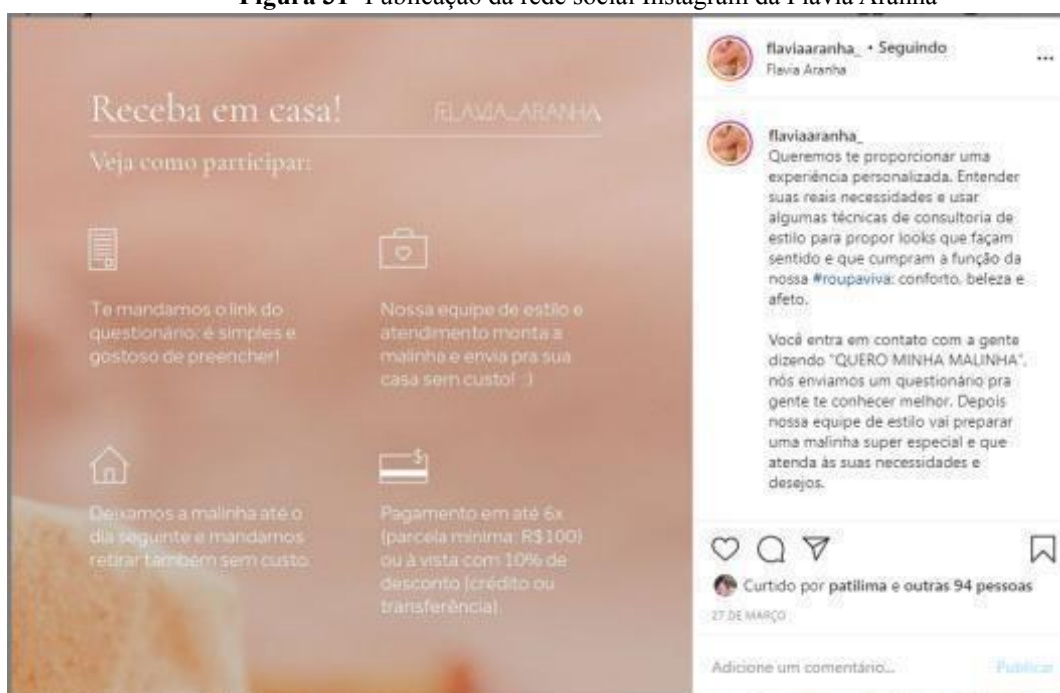 Figura 31- Publicação da rede social Instagram da Flavia Aranha
Receba em casa!
FLAVIA_ARANHA
Veja como participar:
Te mandamos o link do
questionário: é simples e
gostoso de preencher!
Nossa equipe de estilo e
atendimento monta a
malinha e envia pra sua
casa sem custo! :)
Deixamos a malinha até o
dia seguinte e mandamos
retirar também sem custo.
Pagamento em até 6x
(parcela mínima: R$100)
ou à vista com 10% de
desconto (crédito ou
transferência).
flaviaaranha_ • Seguindo
Flavia Aranha
flaviaaranha_
Queremos te proporcionar uma
experiência personalizada. Entender
suas reais necessidades e usar
algumas técnicas de consultoria de
estilo para propor looks que façam
sentido e que cumpram a função da
nossa #roupaviva: conforto, beleza e
afeto.
Você entra em contato com a gente
dizendo "QUERO MINHA MALINHA",
nós enviamos um questionário pra
gente te conhecer melhor. Depois
nossa equipe de estilo vai preparar
uma malinha super especial e que
atenda às suas necessidades e
desejos.
Curtido por patilima e outras 94 pessoas
27 DE MARÇO
Adicione um comentário...
Publicar